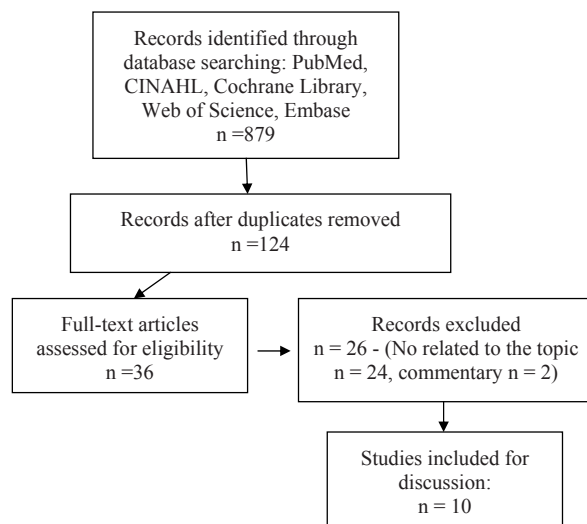 Records identified through
database searching: PubMed,
CINAHL, Cochrane Library,
Web of Science, Embase
n =879
Records after duplicates removed
n =124
Full-text articles
assessed for eligibility
n =36
Records excluded
n = 26 - (No related to the topic
n = 24, commentary n = 2)
Studies included for
discussion:
n = 10